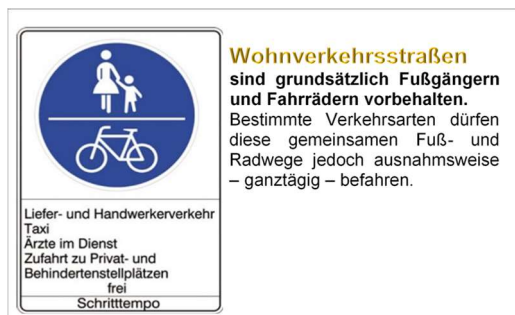 Wohnverkehrsstraßen
sind grundsätzlich Fußgängern
und Fahrrädern vorbehalten.
Bestimmte Verkehrsarten dürfen
diese gemeinsamen Fuß- und
Radwege jedoch ausnahmsweise
– ganztägig – befahren.
Liefer- und Handwerkerverkehr
Taxi
Ärzte im Dienst
Zufahrt zu Privat- und
Behindertenstellplätzen
frei
Schritttempo